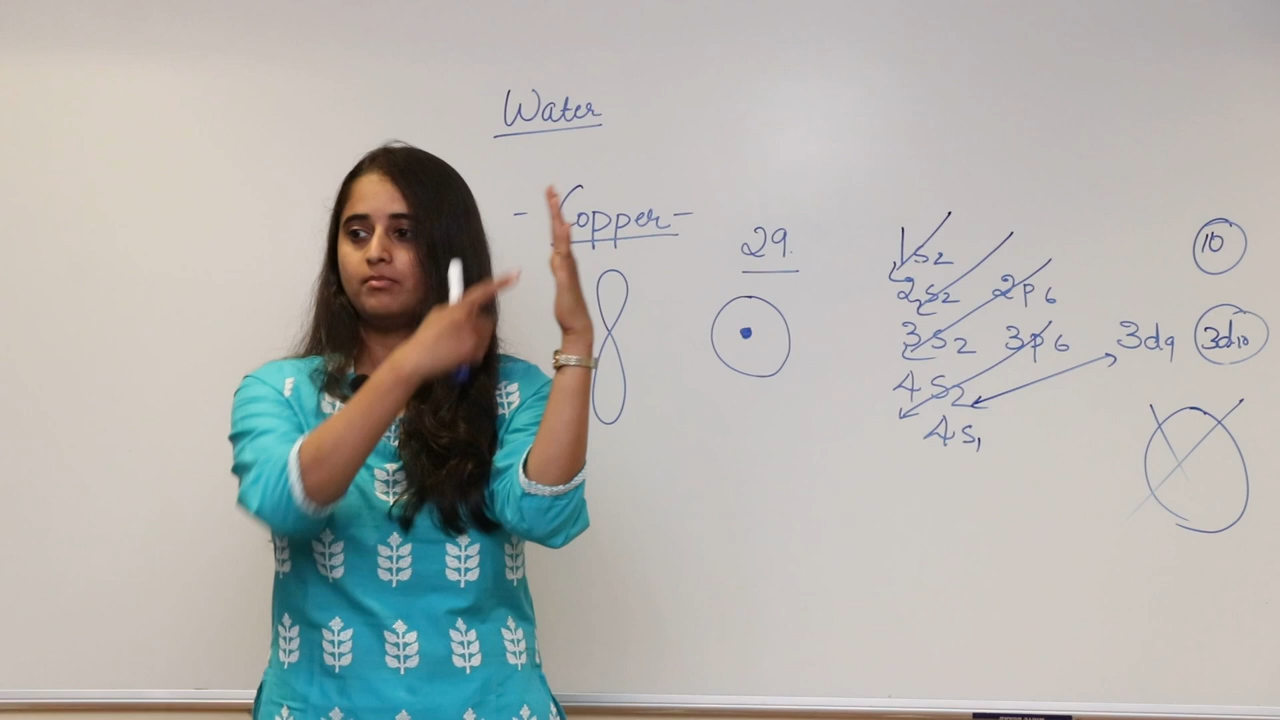 Water
- Copper -
29.
1s2
2s2 2p6
3s2 3p6 3d9 3d10
4s2
4s1
10